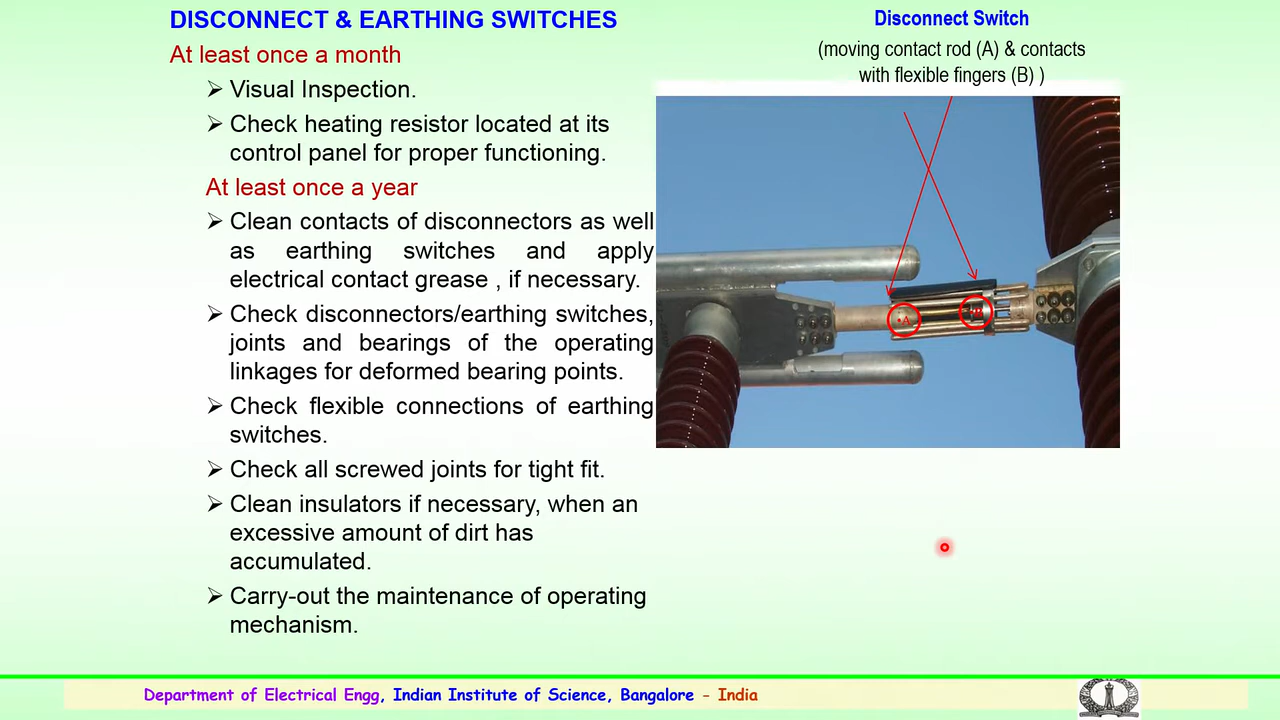 DISCONNECT & EARTHING SWITCHES
At least once a month
➢ Visual Inspection.
➢ Check heating resistor located at its
control panel for proper functioning.
At least once a year
➢ Clean contacts of disconnectors as well
as earthing switches and apply
electrical contact grease , if necessary.
➢ Check disconnectors/earthing switches,
joints and bearings of the operating
linkages for deformed bearing points.
➢ Check flexible connections of earthing
switches.
➢ Check all screwed joints for tight fit.
➢ Clean insulators if necessary, when an
excessive amount of dirt has
accumulated.
➢ Carry-out the maintenance of operating
mechanism.
Disconnect Switch
(moving contact rod (A) & contacts
with flexible fingers (B) )
A
Department of Electrical Engg, Indian Institute of Science, Bangalore - India